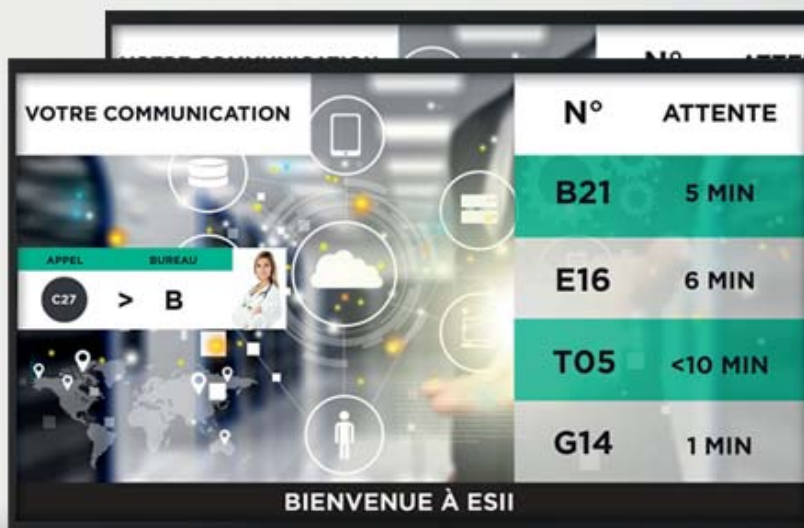 VOTRE COMMUNICATION
N° ATTENTE
B21 5 MIN
E16 6 MIN
T05 <10 MIN
G14 1 MIN
APPEL BUREAU
C27 > B
BIENVENUE À ESII